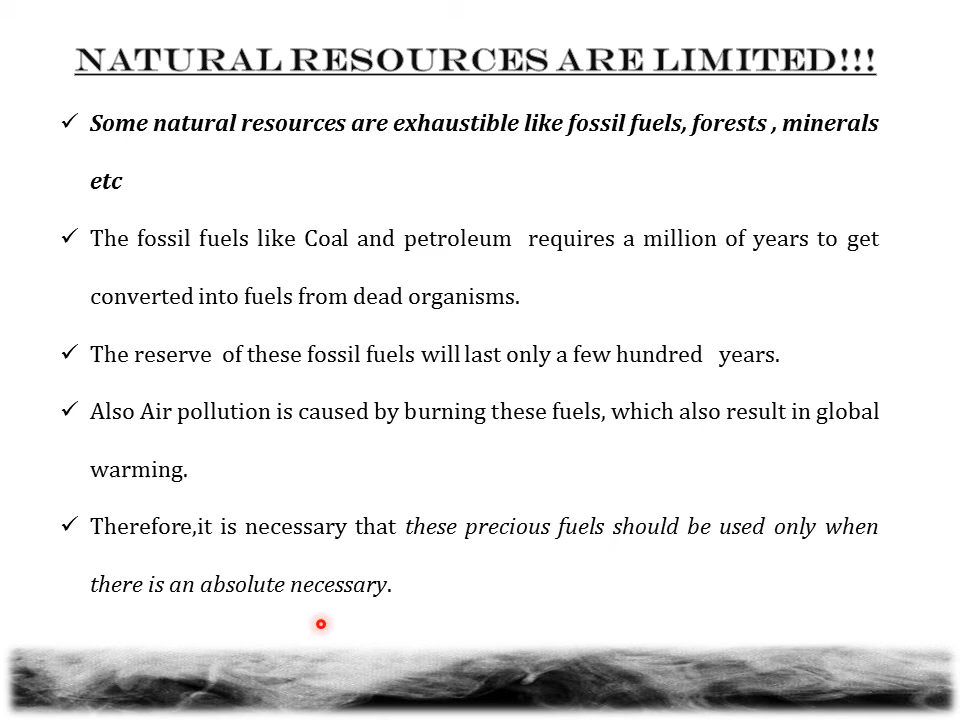 NATURAL RESOURCES ARE LIMITED!!!
✓ Some natural resources are exhaustible like fossil fuels, forests , minerals
etc
✓ The fossil fuels like Coal and petroleum requires a million of years to get
converted into fuels from dead organisms.
✓ The reserve of these fossil fuels will last only a few hundred years.
✓ Also Air pollution is caused by burning these fuels, which also result in global
warming.
✓ Therefore,it is necessary that these precious fuels should be used only when
there is an absolute necessary.